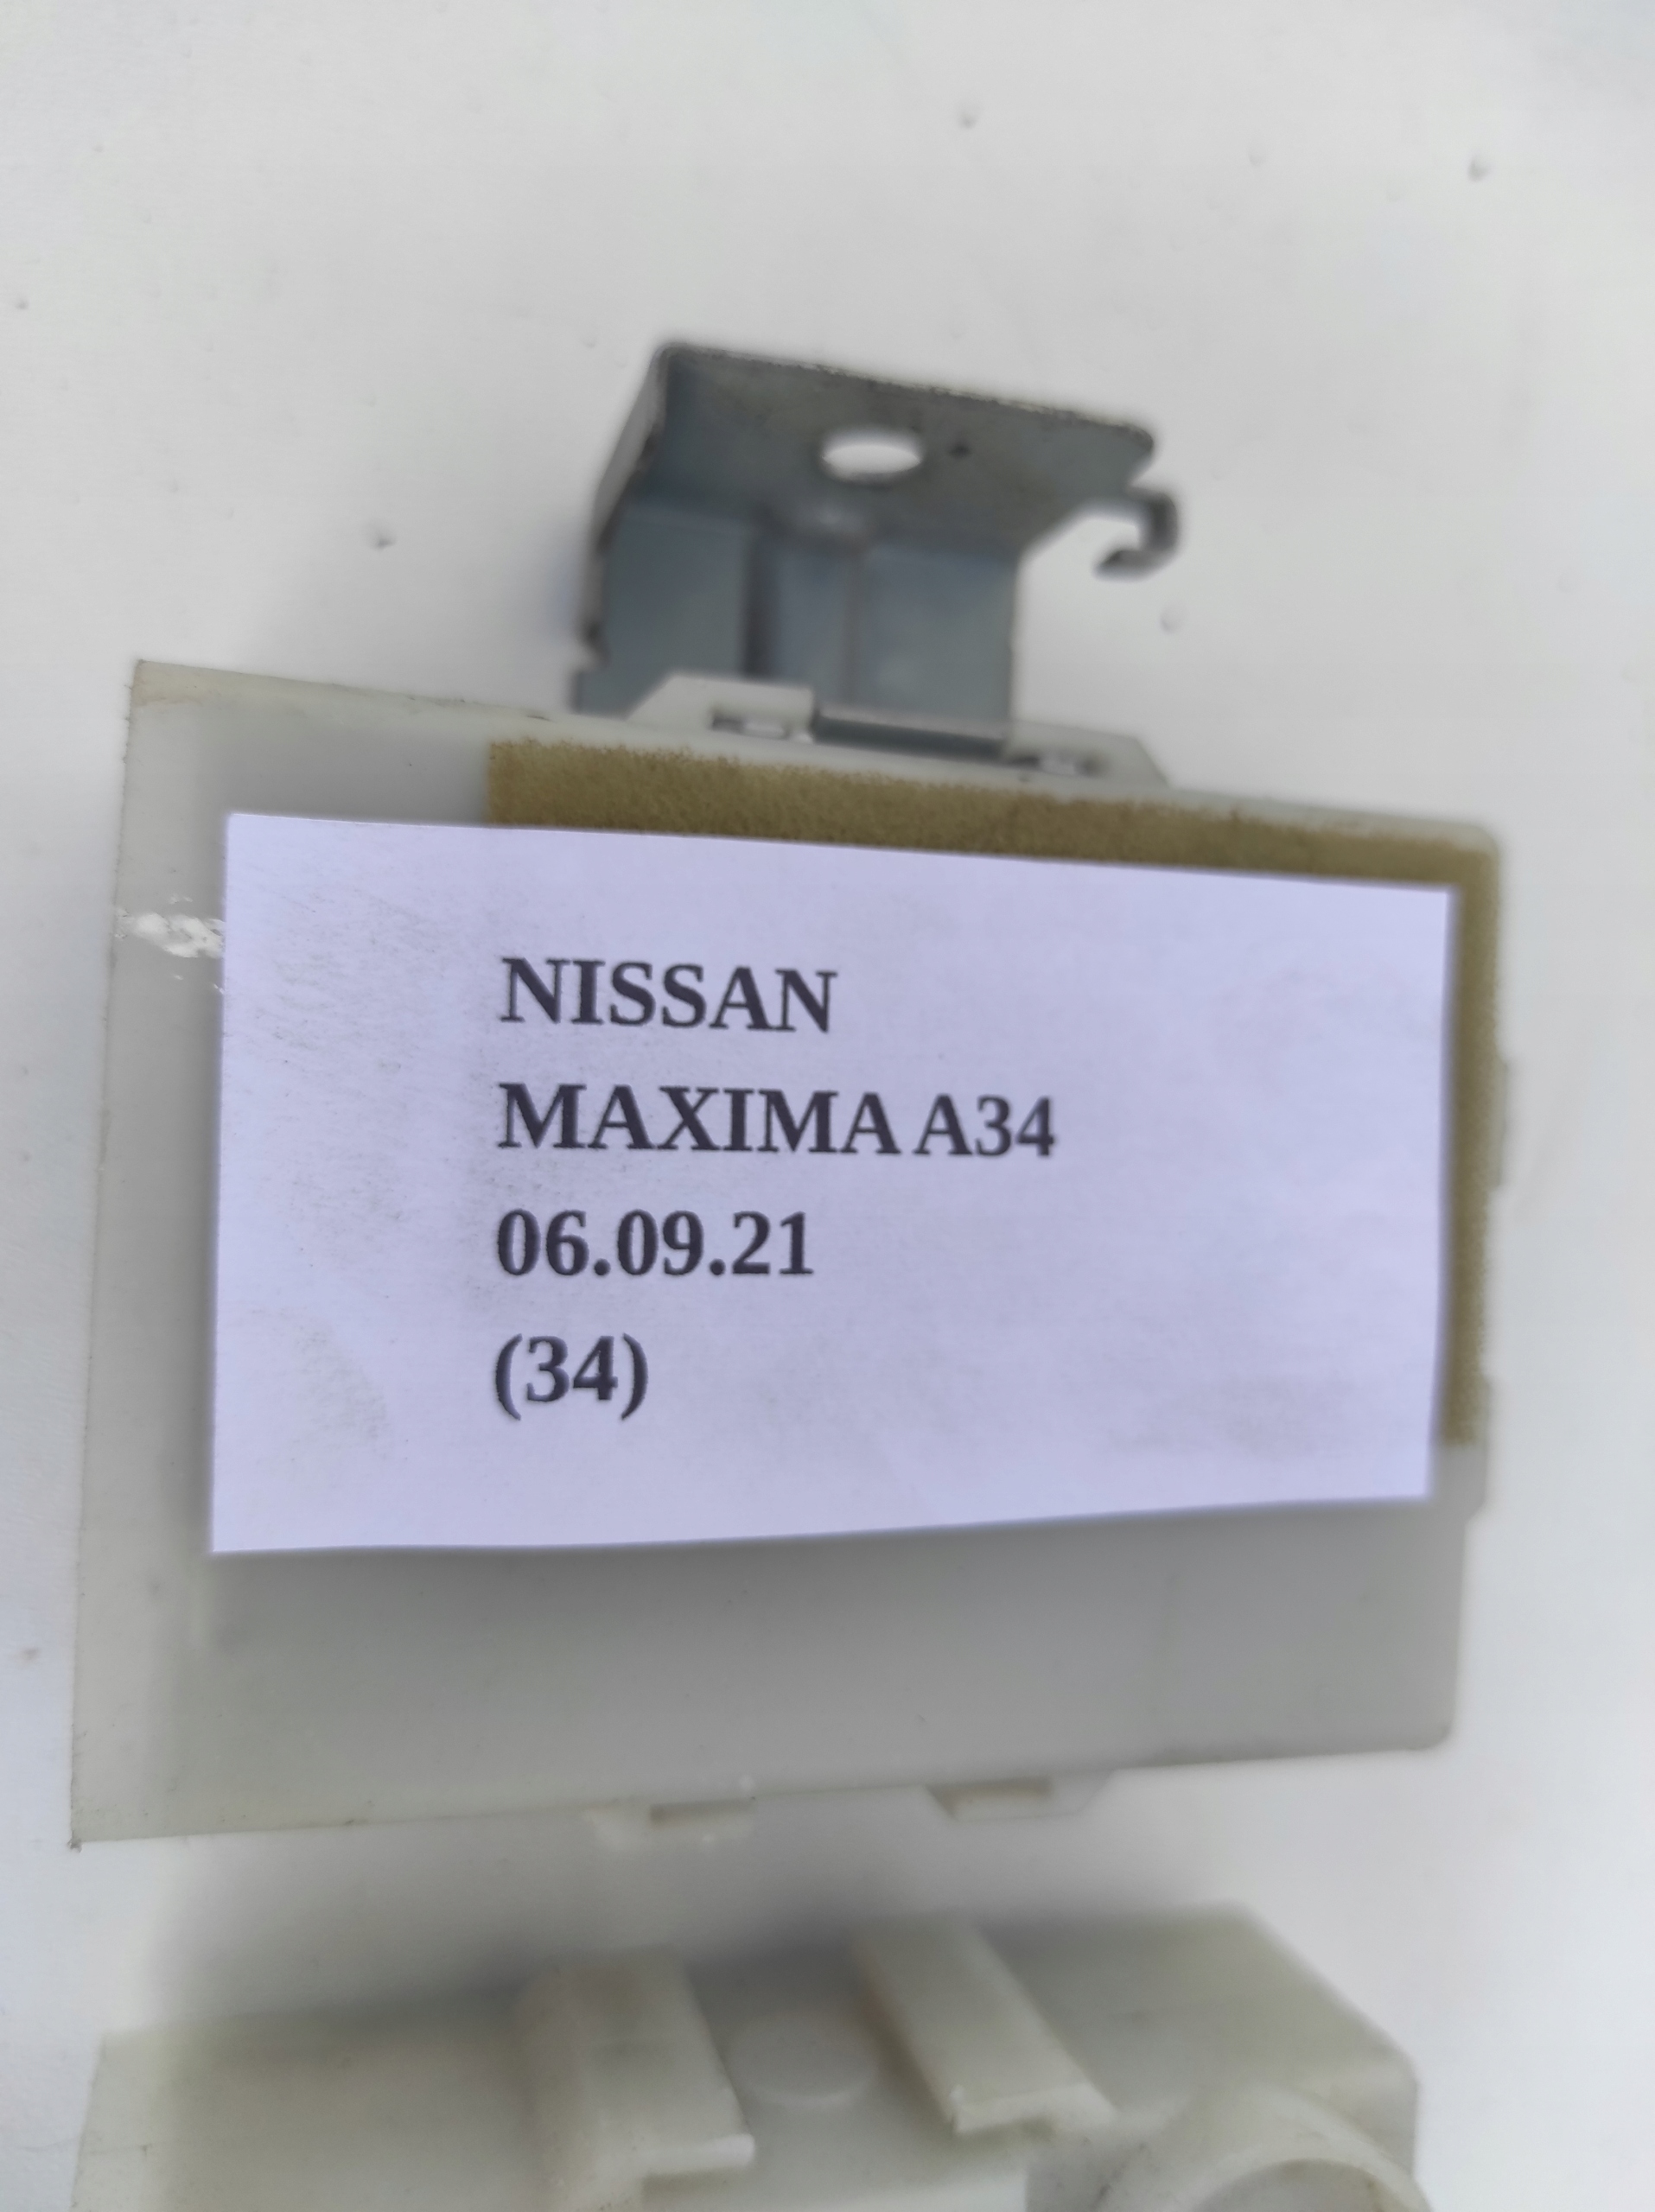 NISSAN
MAXIMA A34
06.09.21
(34)